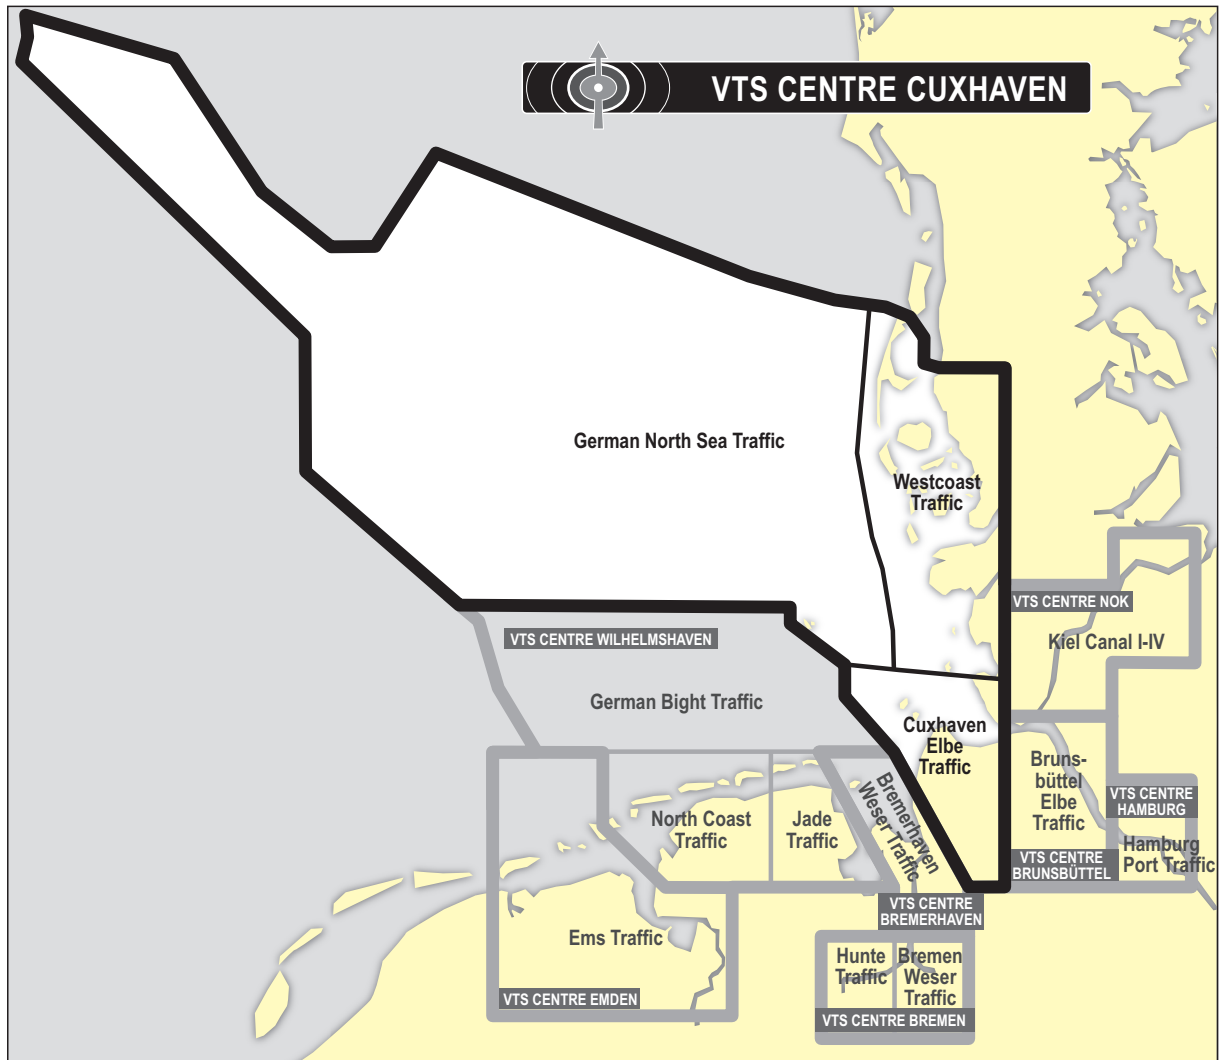 VTS CENTRE CUXHAVEN
German North Sea Traffic
Westcoast
Traffic
VTS CENTRE NOK
Kiel Canal I-IV
VTS CENTRE WILHELMSHAVEN
German Bight Traffic
Cuxhaven
Elbe
Traffic
Bruns-
büttel
Elbe
Traffic
VTS CENTRE
HAMBURG
Hamburg
Port Traffic
VTS CENTRE
BRUNSBÜTTEL
North Coast
Traffic
Jade
Traffic
Bremerhaven
Weser Traffic
VTS CENTRE
BREMERHAVEN
Ems Traffic
VTS CENTRE EMDEN
Hunte
Traffic
Bremen
Weser
Traffic
VTS CENTRE BREMEN